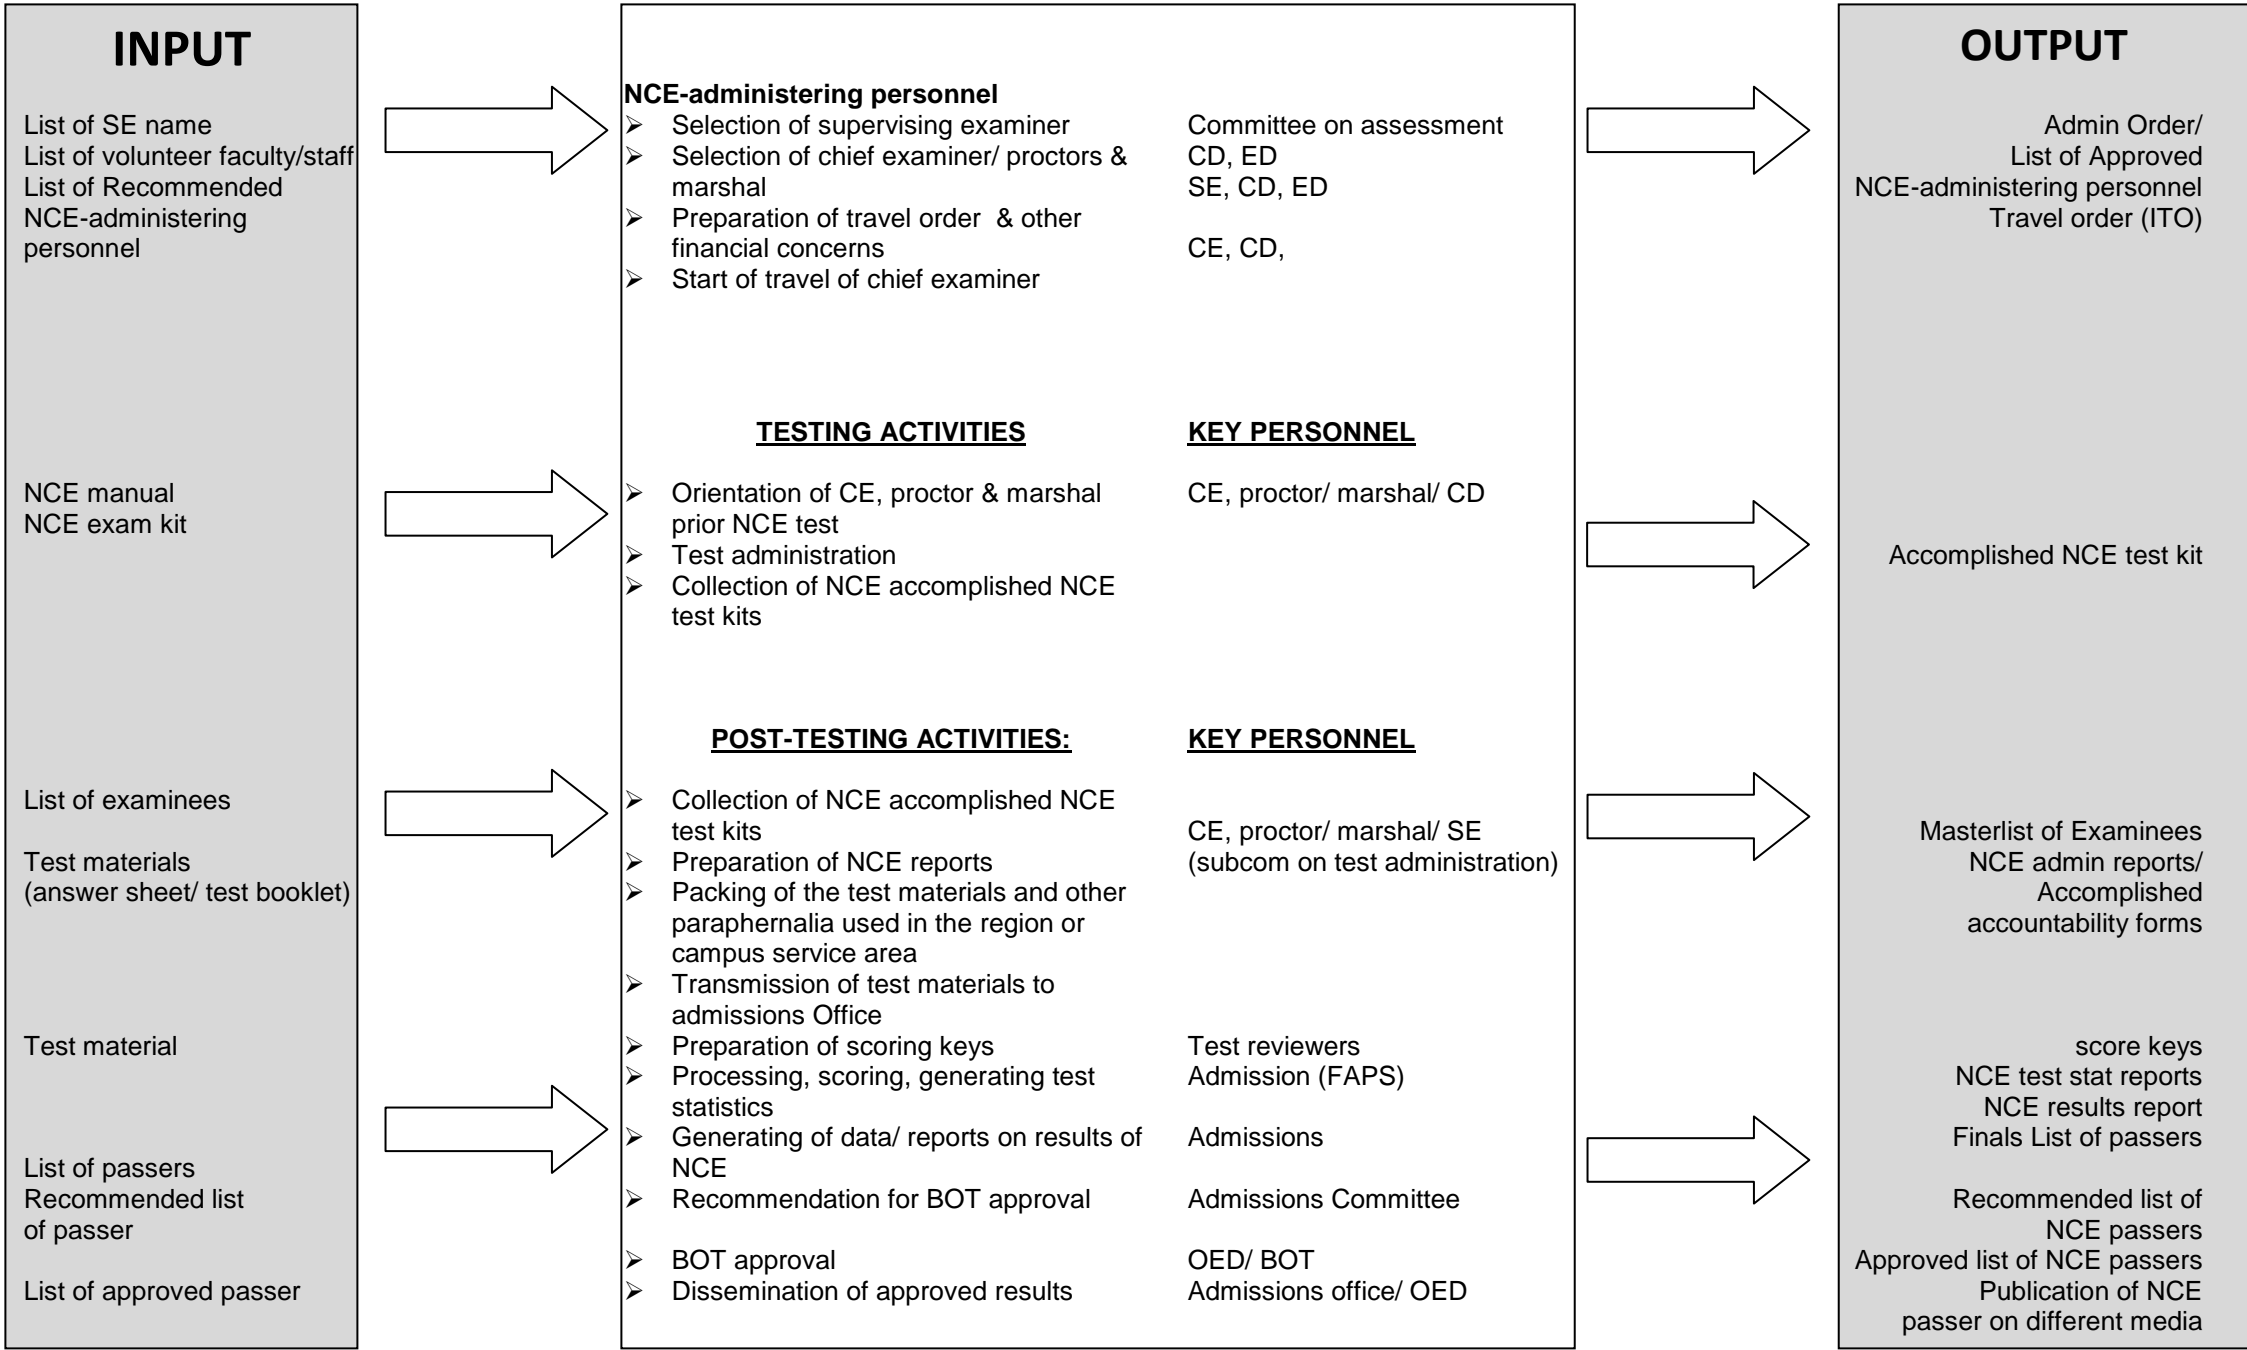 INPUT
List of SE name
List of volunteer faculty/staff
List of Recommended
NCE-administering
personnel
NCE manual
NCE exam kit
List of examinees
Test materials
(answer sheet/ test booklet)
Test material
List of passers
Recommended list
of passer
List of approved passer
NCE-administering personnel
➢ Selection of supervising examiner
➢ Selection of chief examiner/ proctors &
marshal
➢ Preparation of travel order & other
financial concerns
➢ Start of travel of chief examiner
Committee on assessment
CD, ED
SE, CD, ED
CE, CD,
TESTING ACTIVITIES
➢ Orientation of CE, proctor & marshal
prior NCE test
➢ Test administration
➢ Collection of NCE accomplished NCE
test kits
KEY PERSONNEL
CE, proctor/ marshal/ CD
POST-TESTING ACTIVITIES:
➢ Collection of NCE accomplished NCE
test kits
➢ Preparation of NCE reports
➢ Packing of the test materials and other
paraphernalia used in the region or
campus service area
➢ Transmission of test materials to
admissions Office
➢ Preparation of scoring keys
➢ Processing, scoring, generating test
statistics
➢ Generating of data/ reports on results of
NCE
➢ Recommendation for BOT approval
➢ BOT approval
➢ Dissemination of approved results
KEY PERSONNEL
CE, proctor/ marshal/ SE
(subcom on test administration)
Test reviewers
Admission (FAPS)
Admissions
Admissions Committee
OED/ BOT
Admissions office/ OED
OUTPUT
Admin Order/
List of Approved
NCE-administering personnel
Travel order (ITO)
Accomplished NCE test kit
Masterlist of Examinees
NCE admin reports/
Accomplished
accountability forms
score keys
NCE test stat reports
NCE results report
Finals List of passers
Recommended list of
NCE passers
Approved list of NCE passers
Publication of NCE
passer on different media